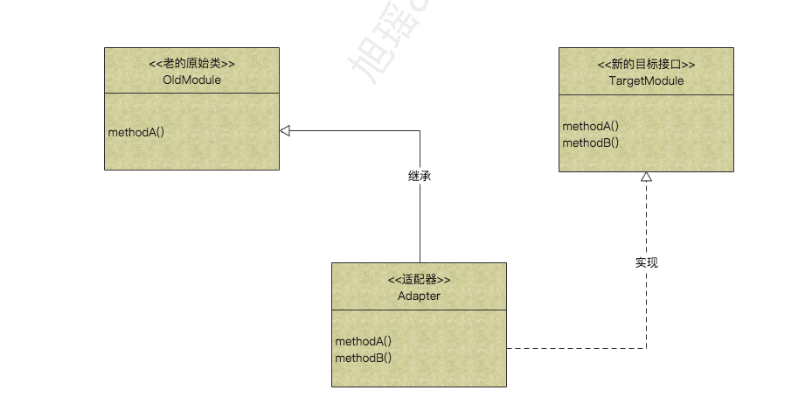 旭瑶
<<老的原始类>>
OldModule
methodA()
<<新的目标接口>>
TargetModule
methodA()
methodB()
继承
实现
<<适配器>>
Adapter
methodA()
methodB()